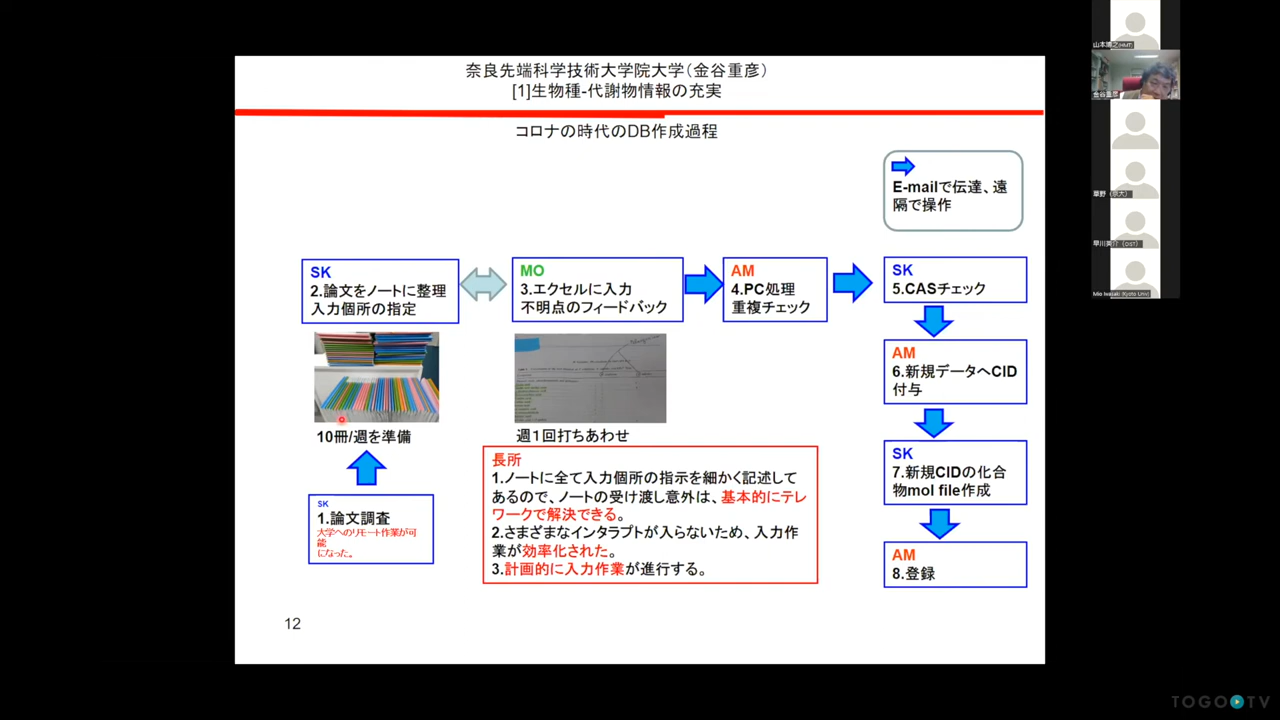 奈良先端科学技術大学院大学(金谷重彦)
[1]生物種-代謝物情報の充実
コロナの時代のDB作成過程
E-mailで伝達、遠
隔で操作
SK
2.論文をノートに整理
入力個所の指定
MO
3.エクセルに入力
不明点のフィードバック
AM
4.PC処理
重複チェック
SK
5.CASチェック
AM
6.新規データへCID
付与
SK
7.新規CIDの化合
物mol file作成
AM
8.登録
10冊/週を準備
週1回打ちあわせ
SK
1.論文調査
大学へのリモート作業が可
能
になった。
長所
1.ノートに全て入力個所の指示を細かく記述して
あるので、ノートの受け渡し意外は、基本的にテレ
ワークで解決できる。
2.さまざまなインタラプトが入らないため、入力作
業が効率化された。
3.計画的に入力作業が進行する。
12
金谷重彦
草野（京大）
早川英介（OIST）
Mio Iwasaki (Kyoto Univ)
TOGO TV